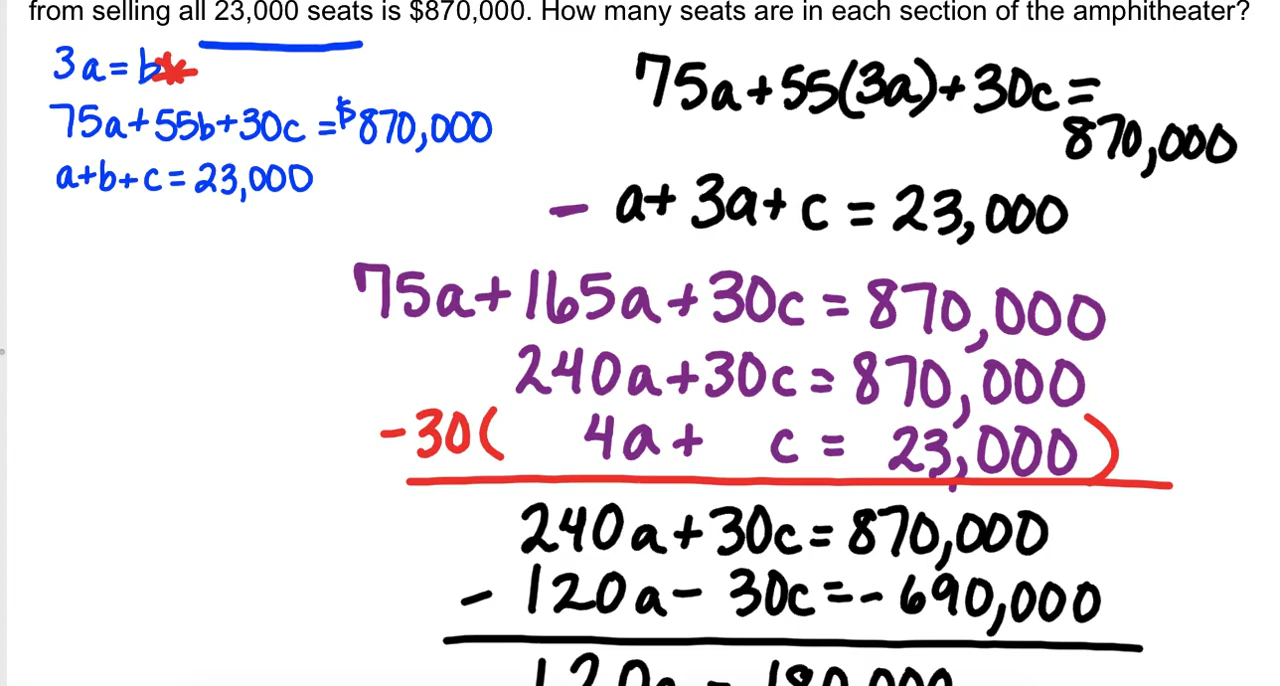 from selling all 23,000 seats is $870,000. How many seats are in each section of the amphitheater?
3a = b*
75a + 55b + 30c = $870,000
a + b + c = 23,000
75a + 55(3a) + 30c =
870,000
- a + 3a + c = 23,000
75a + 165a + 30c = 870,000
240a + 30c = 870,000
-30( 4a + c = 23,000)
240a + 30c = 870,000
- 120a - 30c = - 690,000
120a = 180,000